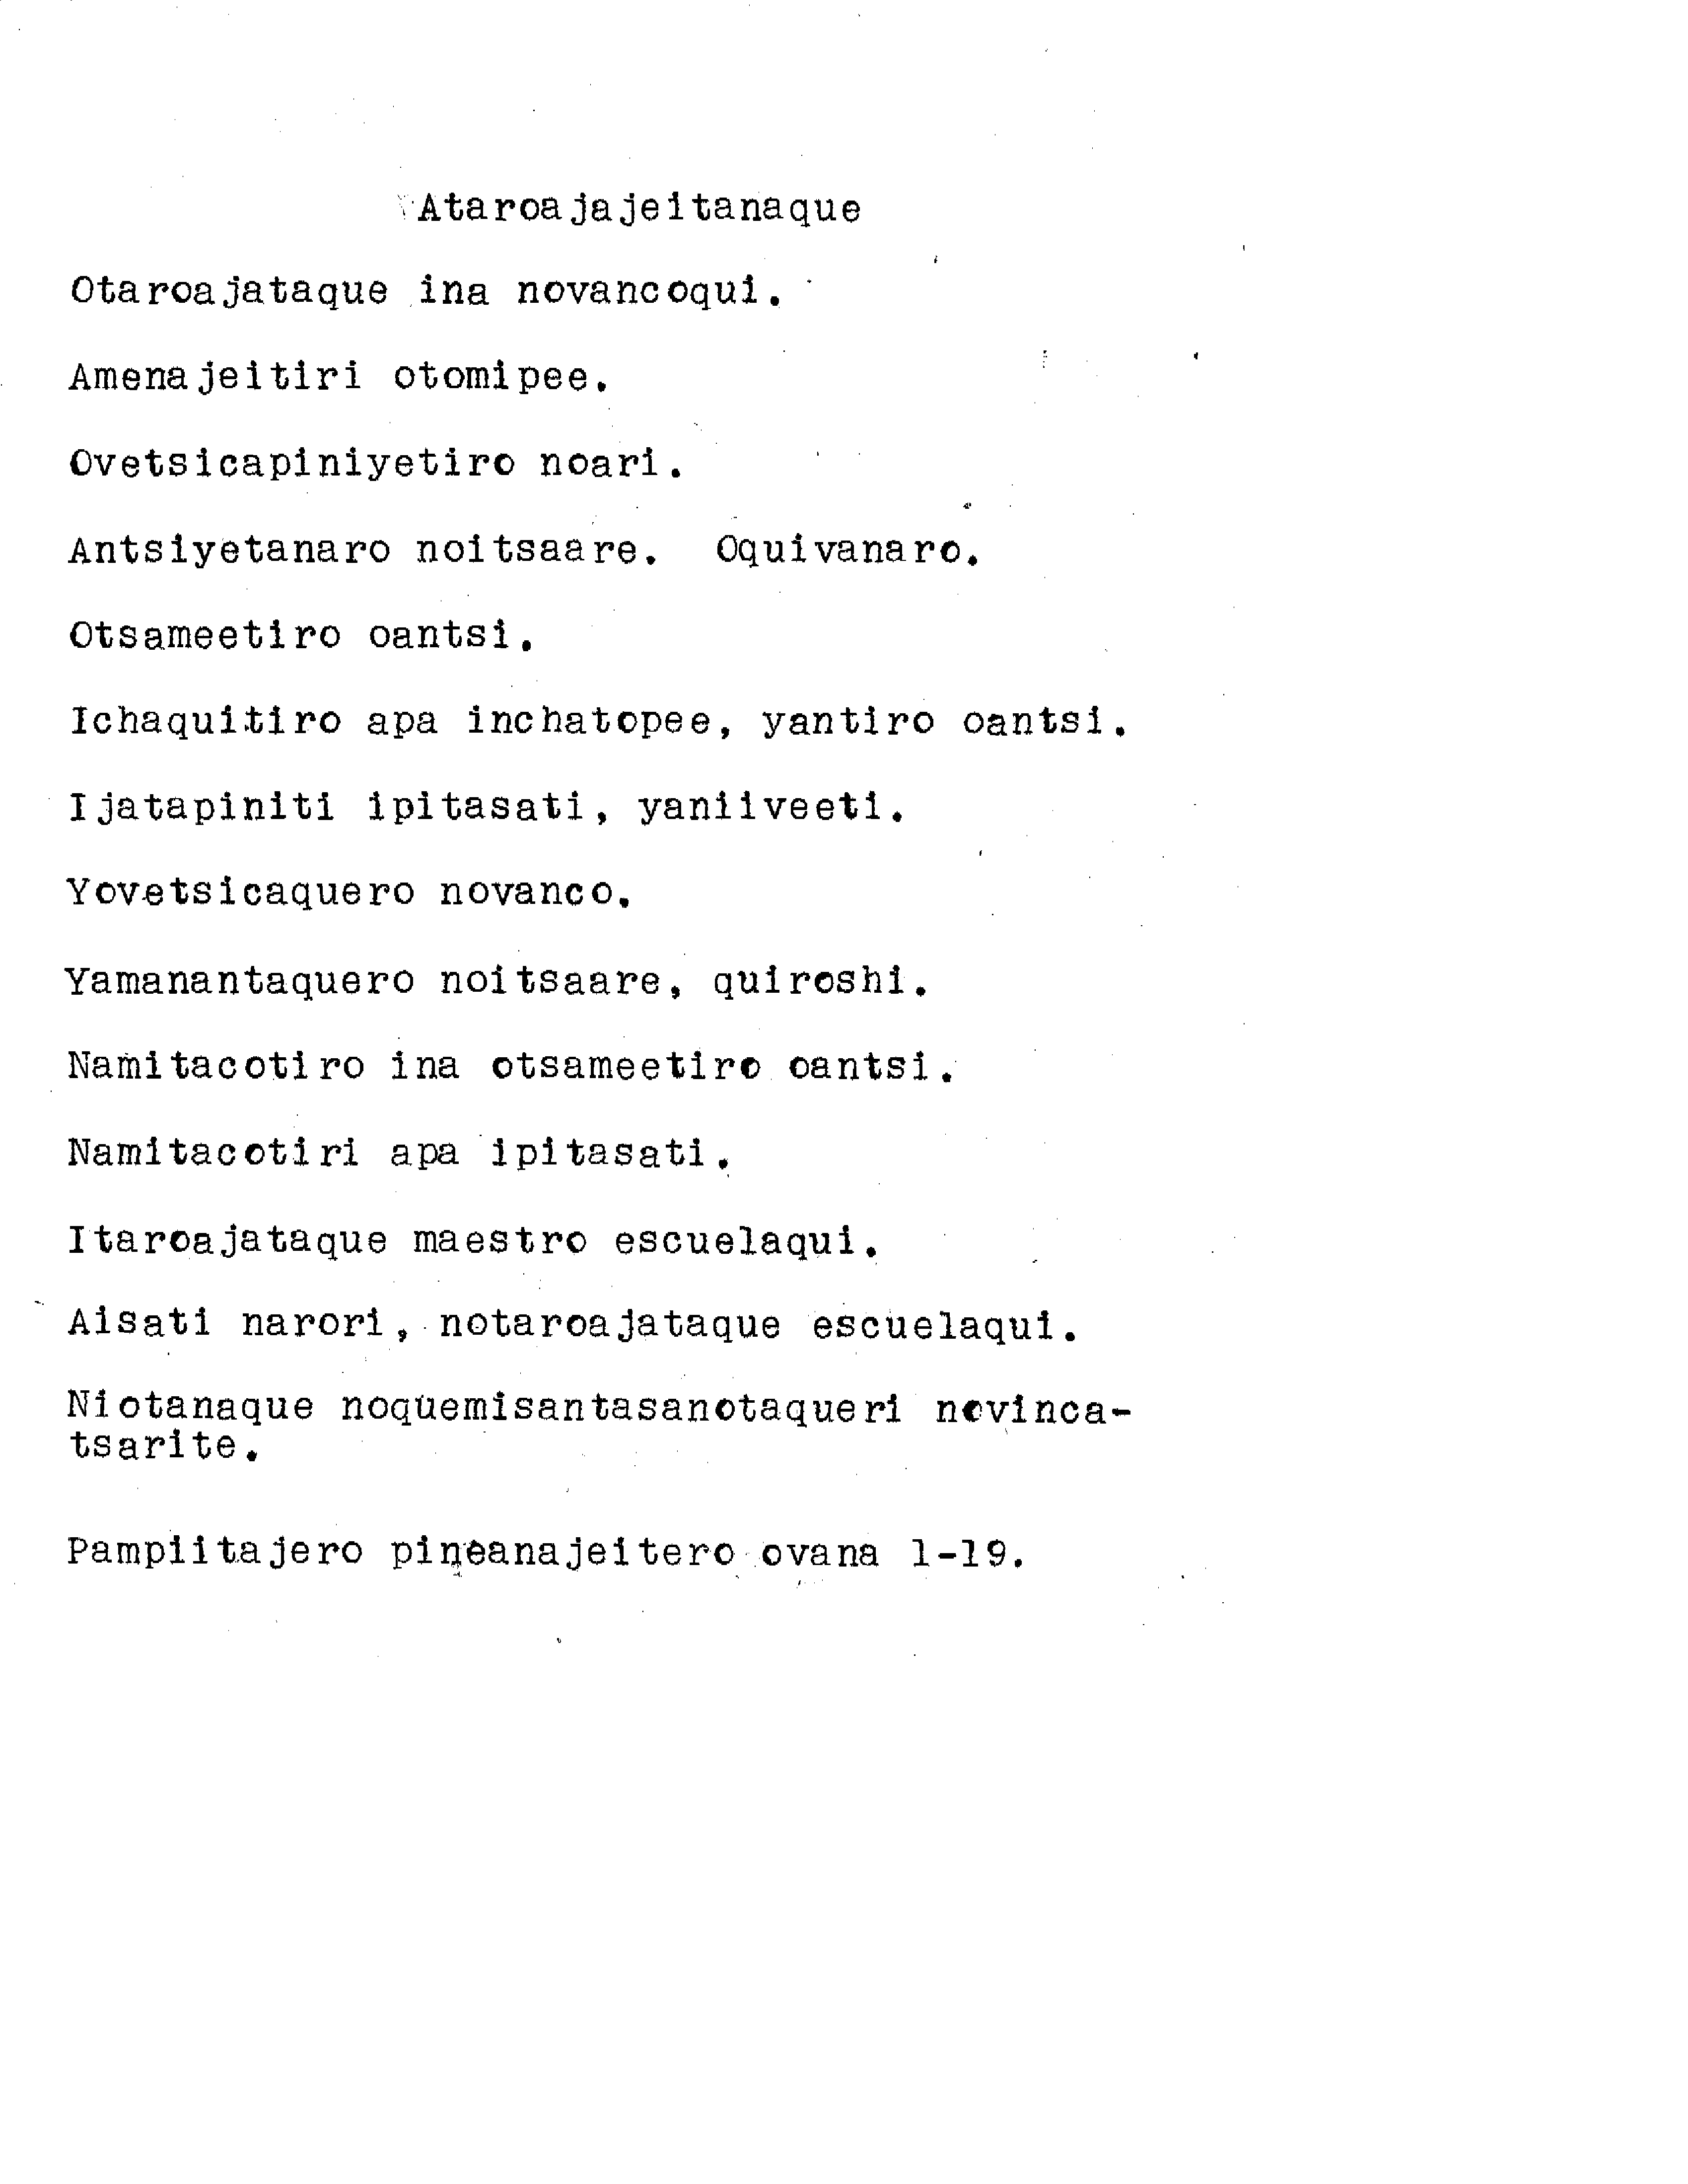 Ataroajajeitanaque
Otaroajataque ina novancoqui.
Amenajeitiri otomipee.
Ovetsicapiniyetiro noari.
Antsiyetanaro noitsaare. Oquivanaro.
Otsameetiro oantsi.
Ichaquitiro apa inchatopee, yantiro oantsi.
Ijatapiniti ipitasati, yaniiveeti.
Yovetsicaquero novanco.
Yamanantaquero noitsaare, quiroshi.
Namitacotiro ina otsameetiro oantsi.
Namitacotiri apa ipitasati.
Itaroajataque maestro escuelaqui.
Aisati narori, notaroajataque escuelaqui.
Niotanaque noquemisantasanotaqueri novinca-
tsarite.
Pampiitajero pineanajeitero ovana 1-19.